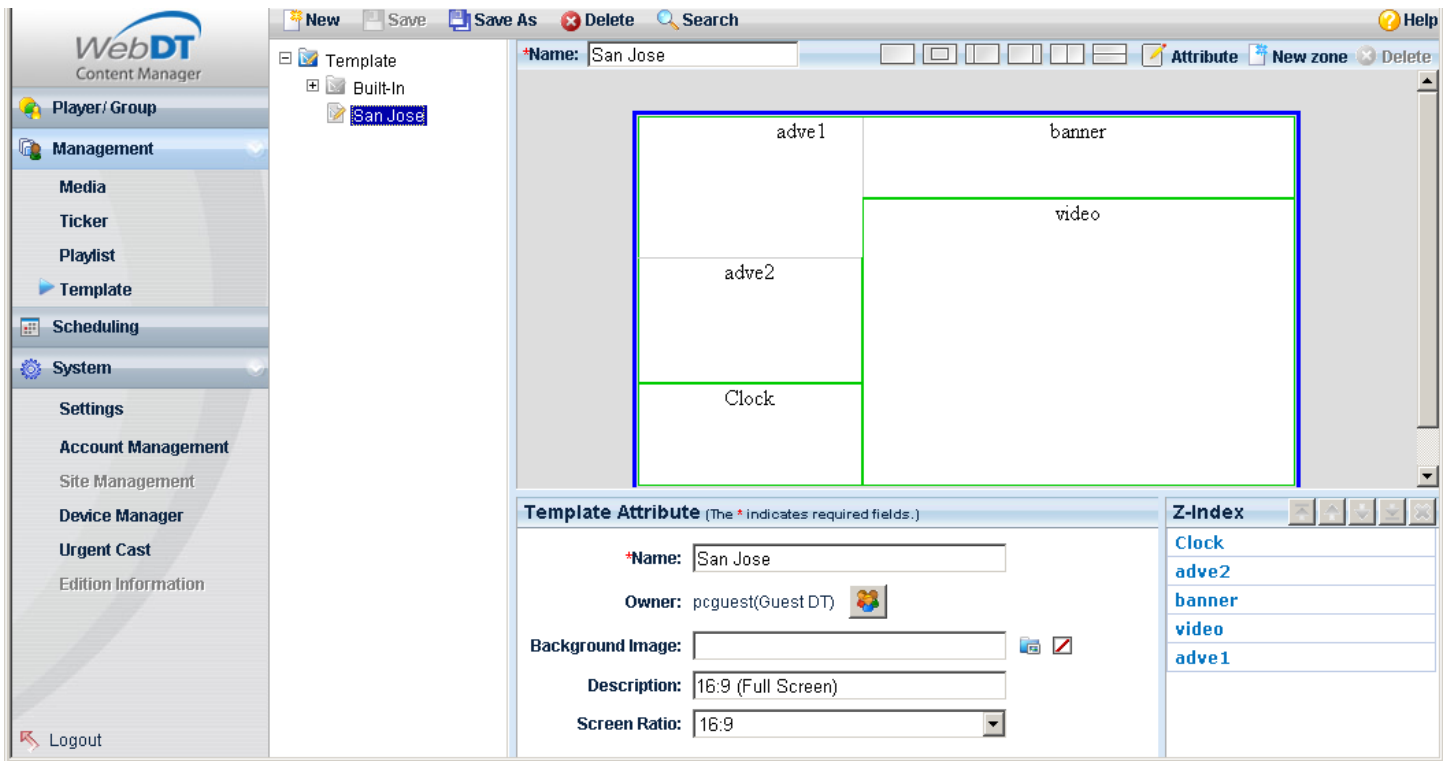 WebDT
Content Manager
Player/ Group
Management
Media
Ticker
Playlist
Template
Scheduling
System
Settings
Account Management
Site Management
Device Manager
Urgent Cast
Edition Information
Logout
New Save Save As Delete Search Help
Template
Built-In
San Jose
*Name: San Jose Attribute New zone Delete
adve1 banner
video
adve2
Clock
Template Attribute (The * indicates required fields.)
*Name: San Jose
Owner: pcguest(Guest DT)
Background Image:
Description: 16:9 (Full Screen)
Screen Ratio: 16:9
Z-Index
Clock
adve2
banner
video
adve1